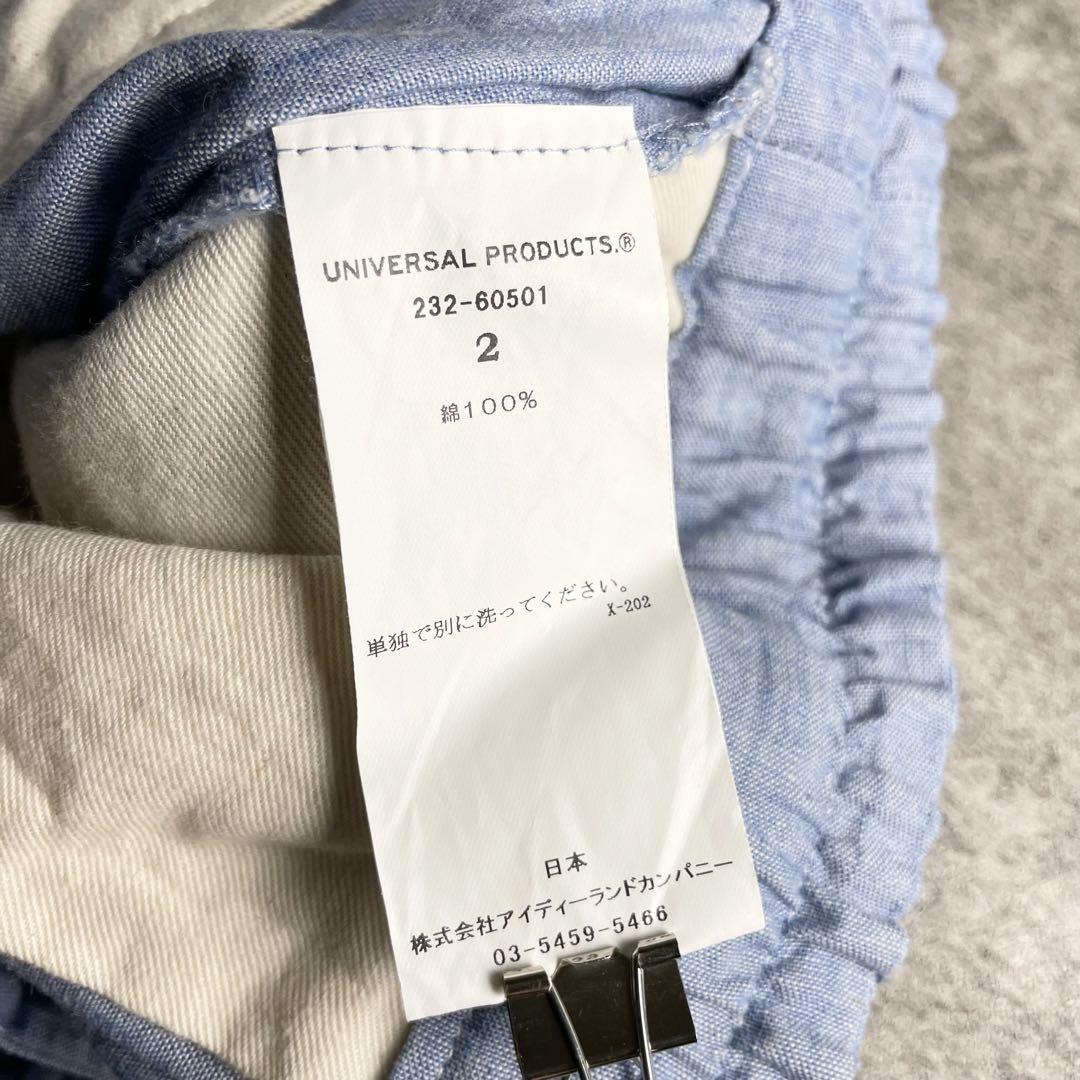 UNIVERSAL PRODUCTS.®
232-60501
2
綿100%
単独で別に洗ってください。
X-202
日本
株式会社アイディーランドカンパニー
03-5459-5466